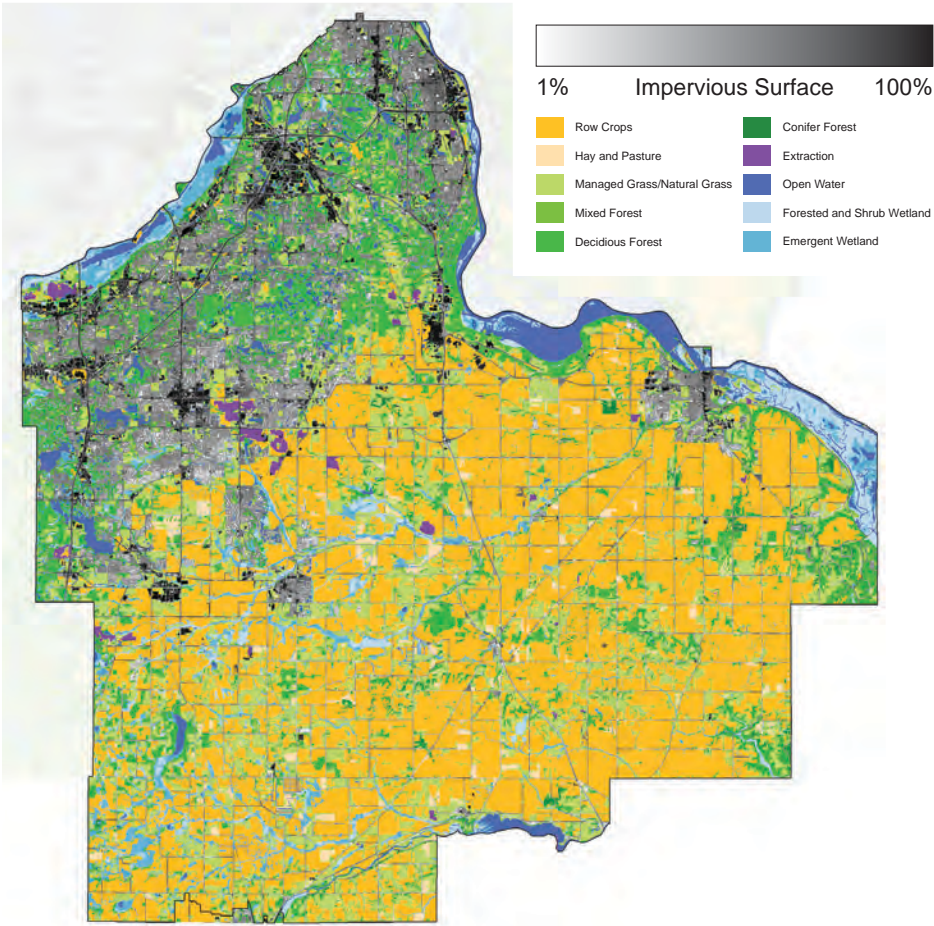 1% Impervious Surface 100%
Row Crops
Hay and Pasture
Managed Grass/Natural Grass
Mixed Forest
Decidious Forest
Conifer Forest
Extraction
Open Water
Forested and Shrub Wetland
Emergent Wetland